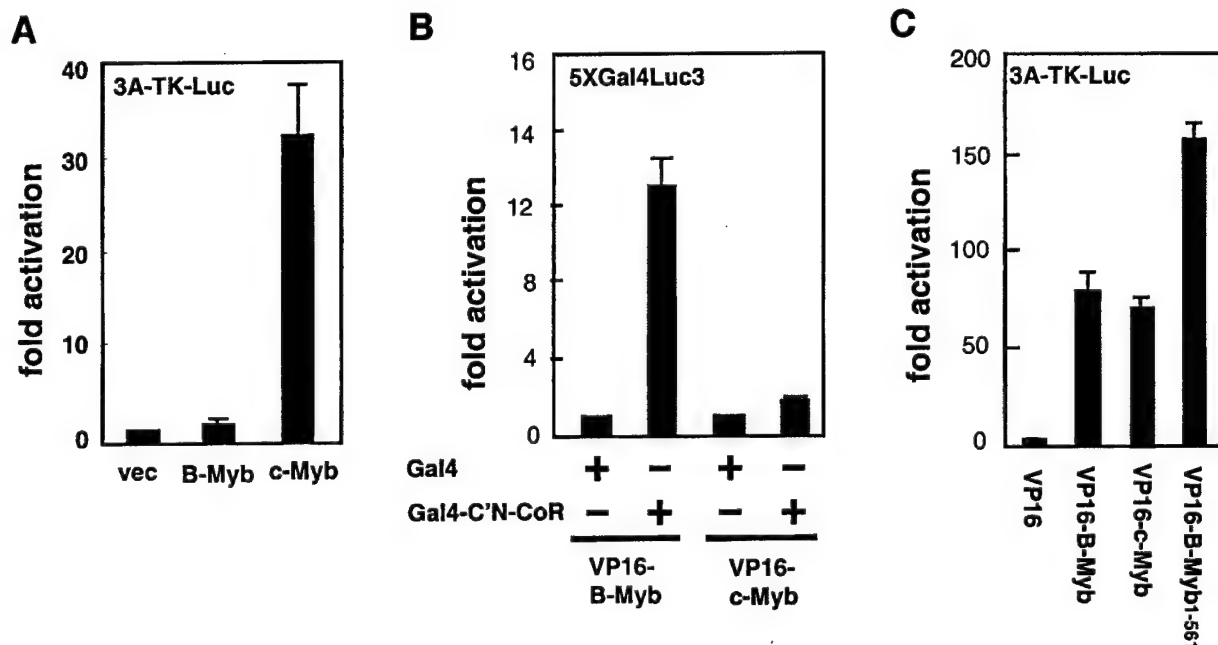 A
fold activation
40
30
20
10
0
3A-TK-Luc
vec B-Myb c-Myb
B
fold activation
16
14
12
8
4
0
5XGal4Luc3
Gal4 + − + −
Gal4-C'N-CoR − + − +
VP16-
B-Myb
VP16-
c-Myb
C
fold activation
200
150
100
50
0
3A-TK-Luc
VP16
VP16-B-Myb
VP16-c-Myb